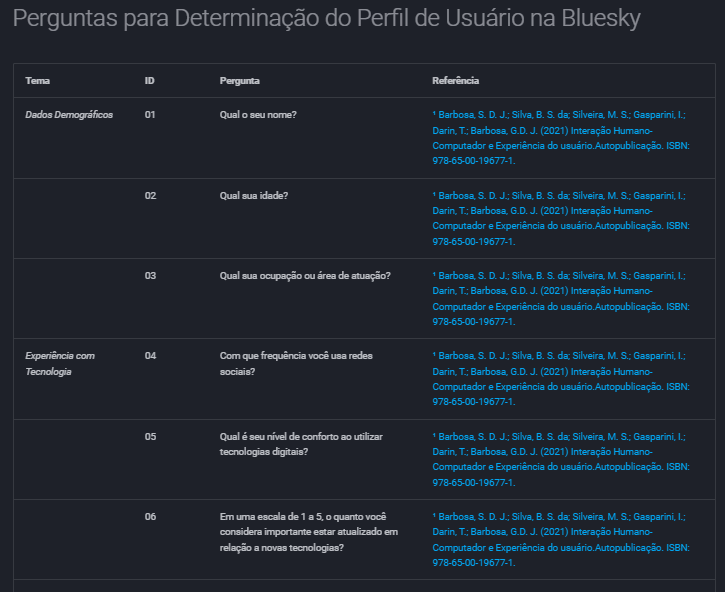 Perguntas para Determinação do Perfil de Usuário na Bluesky
Tema ID Pergunta Referência
Dados Demográficos 01 Qual o seu nome? ¹ Barbosa, S. D. J.; Silva, B. S. da; Silveira, M. S.; Gasparini, I.;
Darin, T.; Barbosa, G.D. J. (2021) Interação Humano-
Computador e Experiência do usuário.Autopublicação. ISBN:
978-65-00-19677-1.
02 Qual sua idade? ¹ Barbosa, S. D. J.; Silva, B. S. da; Silveira, M. S.; Gasparini, I.;
Darin, T.; Barbosa, G.D. J. (2021) Interação Humano-
Computador e Experiência do usuário.Autopublicação. ISBN:
978-65-00-19677-1.
03 Qual sua ocupação ou área de atuação? ¹ Barbosa, S. D. J.; Silva, B. S. da; Silveira, M. S.; Gasparini, I.;
Darin, T.; Barbosa, G.D. J. (2021) Interação Humano-
Computador e Experiência do usuário.Autopublicação. ISBN:
978-65-00-19677-1.
Experiência com 04 Com que frequência você usa redes ¹ Barbosa, S. D. J.; Silva, B. S. da; Silveira, M. S.; Gasparini, I.;
Tecnologia sociais? Darin, T.; Barbosa, G.D. J. (2021) Interação Humano-
Computador e Experiência do usuário.Autopublicação. ISBN:
978-65-00-19677-1.
05 Qual é seu nível de conforto ao utilizar ¹ Barbosa, S. D. J.; Silva, B. S. da; Silveira, M. S.; Gasparini, I.;
tecnologias digitais? Darin, T.; Barbosa, G.D. J. (2021) Interação Humano-
Computador e Experiência do usuário.Autopublicação. ISBN:
978-65-00-19677-1.
06 Em uma escala de 1 a 5, o quanto você ¹ Barbosa, S. D. J.; Silva, B. S. da; Silveira, M. S.; Gasparini, I.;
considera importante estar atualizado em Darin, T.; Barbosa, G.D. J. (2021) Interação Humano-
relação a novas tecnologias? Computador e Experiência do usuário.Autopublicação. ISBN:
978-65-00-19677-1.